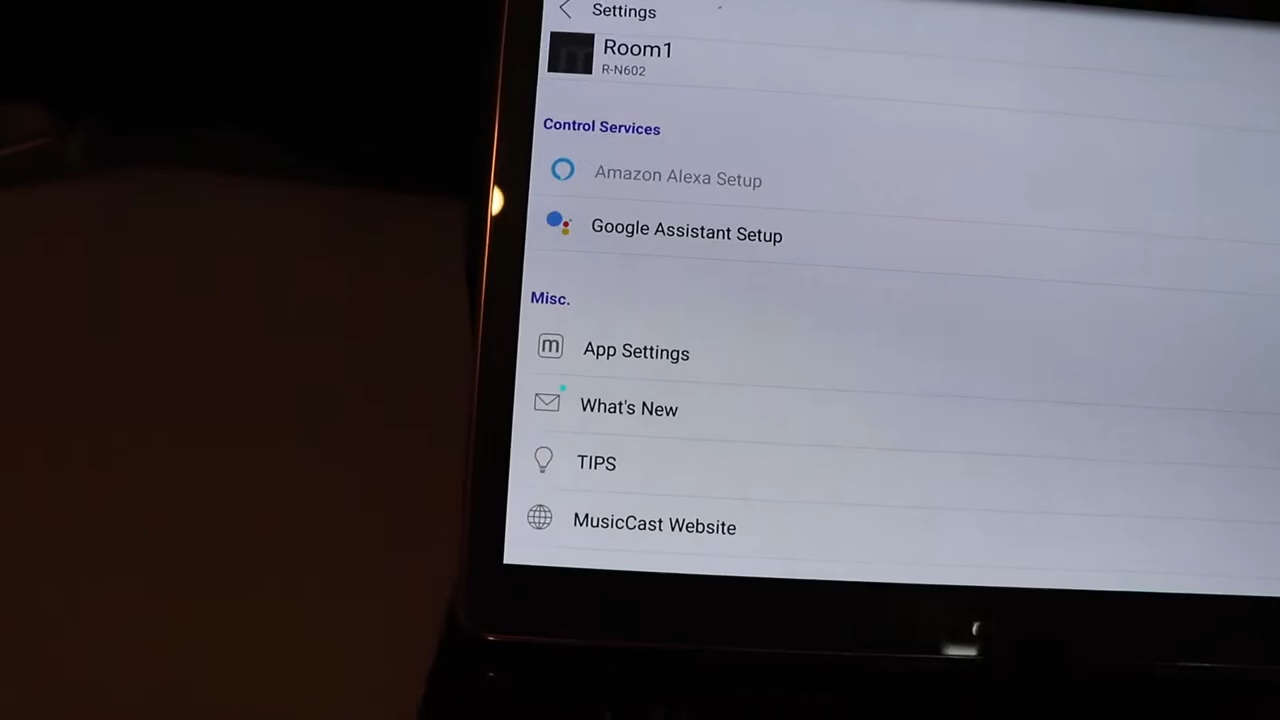 Settings
Room1
R-N602
Control Services
Amazon Alexa Setup
Google Assistant Setup
Misc.
m App Settings
What's New
TIPS
MusicCast Website